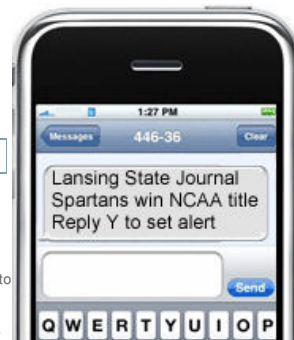 1:27 PM
Messages 446-36 Clear
Lansing State Journal
Spartans win NCAA title
Reply Y to set alert
to
Send
Q W E R T Y U I O P